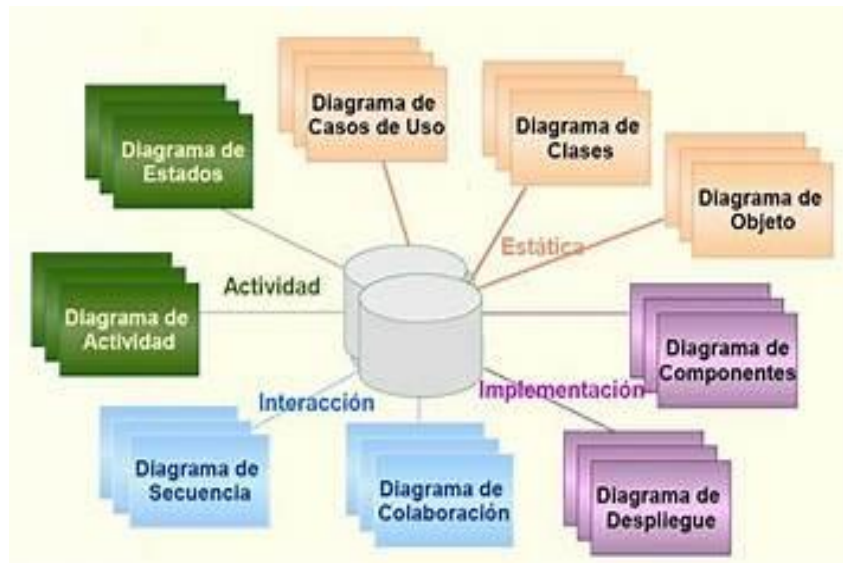 Diagrama de
Casos de Uso
Diagrama de
Clases
Diagrama de
Estados
Diagrama de
Objeto
Estática
Actividad
Diagrama de
Actividad
Diagrama de
Componentes
Interacción
Implementación
Diagrama de
Secuencia
Diagrama de
Colaboración
Diagrama de
Despliegue